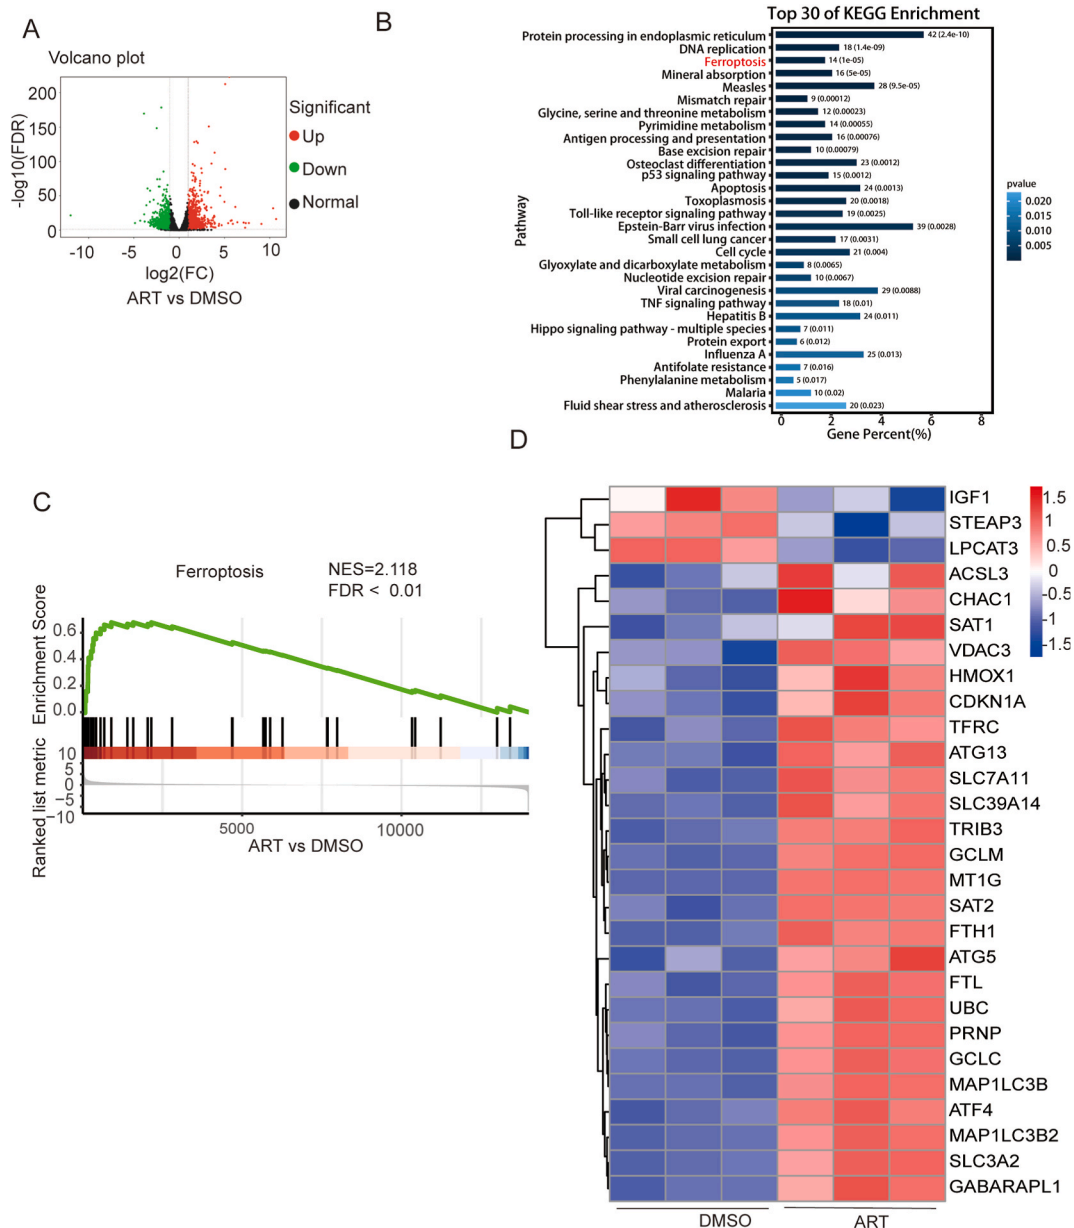 A
Volcano plot
200
150
100
50
0
-log10(FDR)
-10
-5
0
5
10
log2(FC)
ART vs DMSO
Significant
Up
Down
Normal
B
Top 30 of KEGG Enrichment
Pathway
Protein processing in endoplasmic reticulum 42 (2.4e-10)
DNA replication 18 (1.4e-09)
Ferroptosis 14 (1e-05)
Mineral absorption 16 (5e-05)
Measles 28 (9.5e-05)
Mismatch repair 9 (0.00012)
Glycine, serine and threonine metabolism 12 (0.00023)
Pyrimidine metabolism 14 (0.00055)
Antigen processing and presentation 16 (0.00076)
Base excision repair 10 (0.00079)
Osteoclast differentiation 23 (0.0012)
p53 signaling pathway 15 (0.0012)
Apoptosis 24 (0.0013)
Toxoplasmosis 20 (0.0018)
Toll-like receptor signaling pathway 19 (0.0025)
Epstein-Barr virus infection 39 (0.0028)
Small cell lung cancer 17 (0.0031)
Cell cycle 21 (0.004)
Glyoxylate and dicarboxylate metabolism 8 (0.0065)
Nucleotide excision repair 10 (0.0067)
Viral carcinogenesis 29 (0.0088)
TNF signaling pathway 18 (0.01)
Hepatitis B 24 (0.011)
Hippo signaling pathway - multiple species 7 (0.011)
Protein export 6 (0.012)
Influenza A 25 (0.013)
Antifolate resistance 7 (0.016)
Phenylalanine metabolism 5 (0.017)
Malaria 10 (0.02)
Fluid shear stress and atherosclerosis 20 (0.023)
0 2 4 6 8
Gene Percent(%)
pvalue
0.020
0.015
0.010
0.005
C
Ferroptosis
NES=2.118
FDR < 0.01
Enrichment Score
0.6
0.4
0.2
0.0
Ranked list metric
10
5
0
−5
−10
5000 10000
ART vs DMSO
D
IGF1
STEAP3
LPCAT3
ACSL3
CHAC1
SAT1
VDAC3
HMOX1
CDKN1A
TFRC
ATG13
SLC7A11
SLC39A14
TRIB3
GCLM
MT1G
SAT2
FTH1
ATG5
FTL
UBC
PRNP
GCLC
MAP1LC3B
ATF4
MAP1LC3B2
SLC3A2
GABARAPL1
DMSO ART
1.5
1
0.5
0
-0.5
1
-1.5